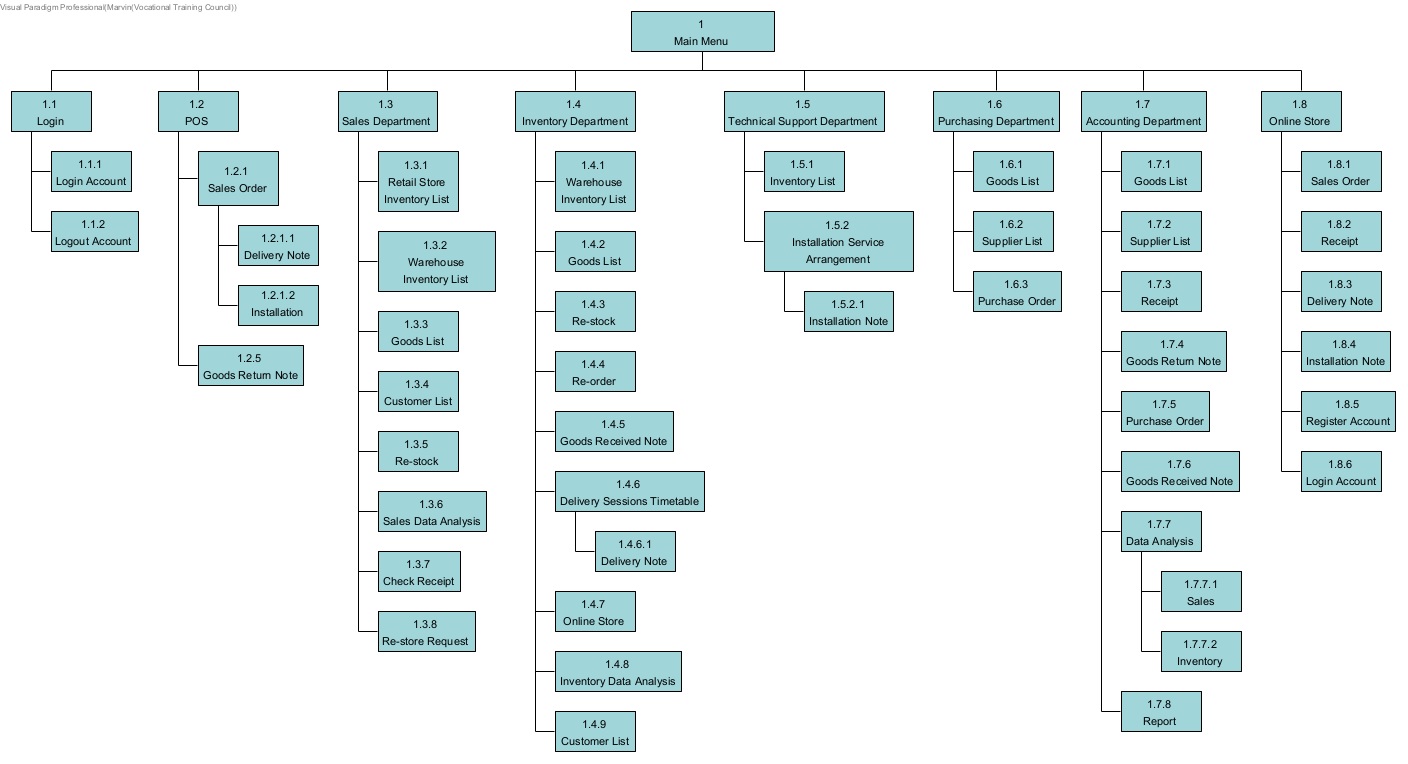 Visual Paradigm Professional(Marvin(Vocational Training Council))
1
Main Menu
1.1
Login
1.1.1
Login Account
1.1.2
Logout Account
1.2
POS
1.2.1
Sales Order
1.2.1.1
Delivery Note
1.2.1.2
Installation
1.2.5
Goods Return Note
1.3
Sales Department
1.3.1
Retail Store
Inventory List
1.3.2
Warehouse
Inventory List
1.3.3
Goods List
1.3.4
Customer List
1.3.5
Re-stock
1.3.6
Sales Data Analysis
1.3.7
Check Receipt
1.3.8
Re-store Request
1.4
Inventory Department
1.4.1
Warehouse
Inventory List
1.4.2
Goods List
1.4.3
Re-stock
1.4.4
Re-order
1.4.5
Goods Received Note
1.4.6
Delivery Sessions Timetable
1.4.6.1
Delivery Note
1.4.7
Online Store
1.4.8
Inventory Data Analysis
1.4.9
Customer List
1.5
Technical Support Department
1.5.1
Inventory List
1.5.2
Installation Service
Arrangement
1.5.2.1
Installation Note
1.6
Purchasing Department
1.6.1
Goods List
1.6.2
Supplier List
1.6.3
Purchase Order
1.7
Accounting Department
1.7.1
Goods List
1.7.2
Supplier List
1.7.3
Receipt
1.7.4
Goods Return Note
1.7.5
Purchase Order
1.7.6
Goods Received Note
1.7.7
Data Analysis
1.7.7.1
Sales
1.7.7.2
Inventory
1.7.8
Report
1.8
Online Store
1.8.1
Sales Order
1.8.2
Receipt
1.8.3
Delivery Note
1.8.4
Installation Note
1.8.5
Register Account
1.8.6
Login Account